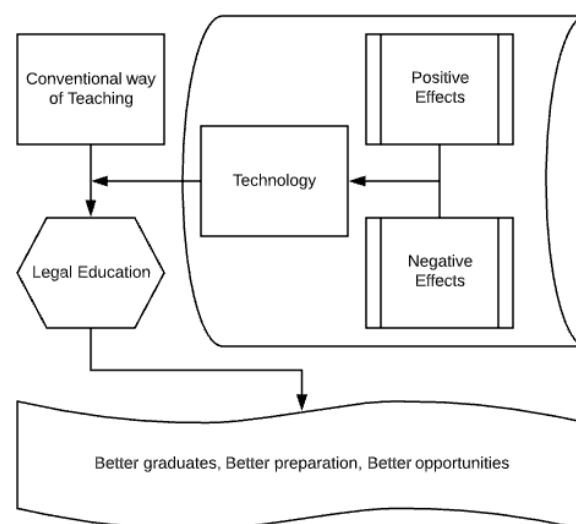 Conventional way
of Teaching
Positive
Effects
Technology
Legal Education
Negative
Effects
Better graduates, Better preparation, Better opportunities